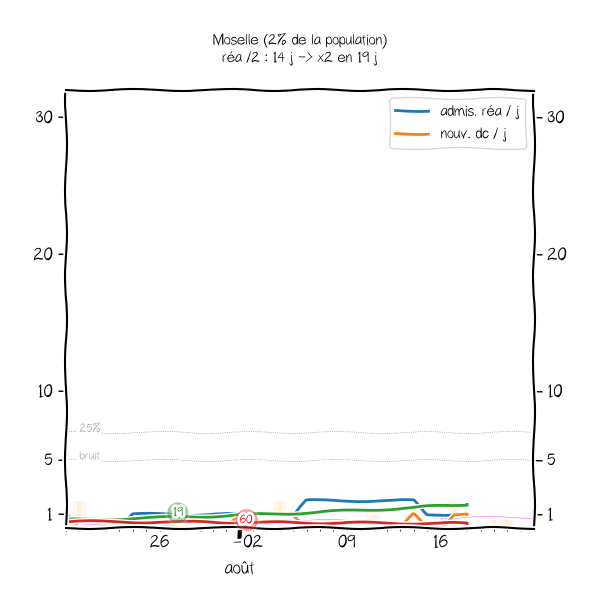 Moselle (2% de la population)
réa /2 : 14 j -> x2 en 19 j
admis. réa / j
nouv. dc / j
30
30
20
20
10
10
25%
5
bruit
5
1
19
60
1
26
02
09
16
août